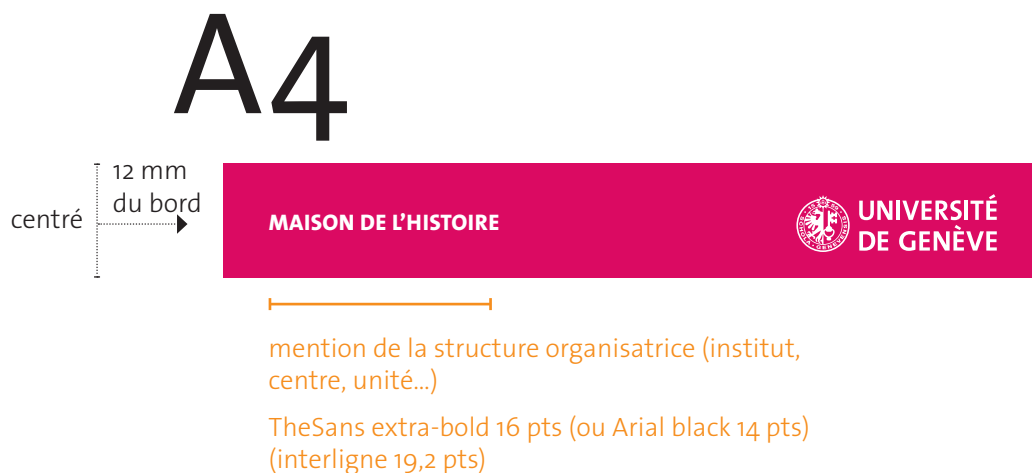 A4
12 mm
du bord
centré
MAISON DE L’HISTOIRE
UNIVERSITÉ
DE GENÈVE
mention de la structure organisatrice (institut,
centre, unité...)
TheSans extra-bold 16 pts (ou Arial black 14 pts)
(interligne 19,2 pts)